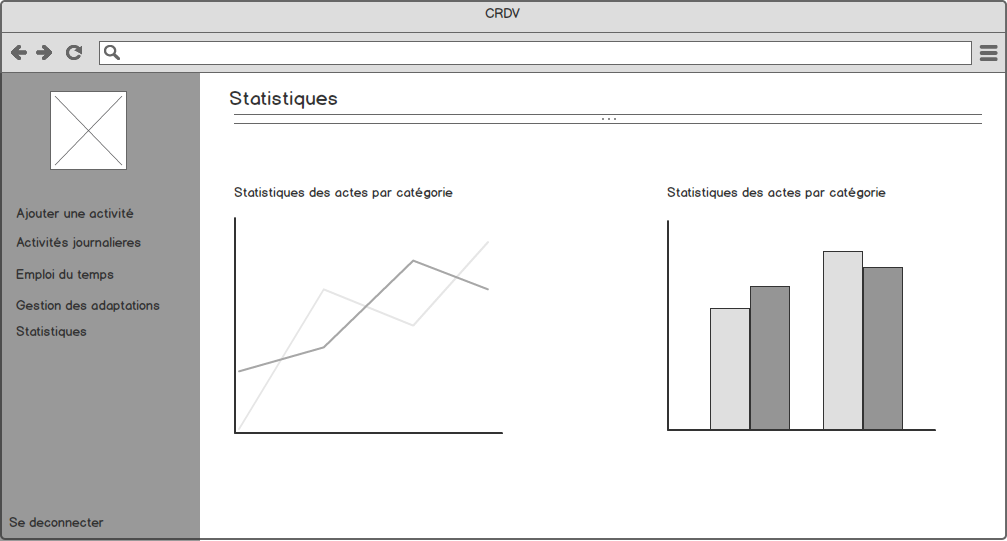 CRDV
Statistiques
Statistiques des actes par catégorie
Statistiques des actes par catégorie
Ajouter une activité
Activités journalieres
Emploi du temps
Gestion des adaptations
Statistiques
Se deconnecter